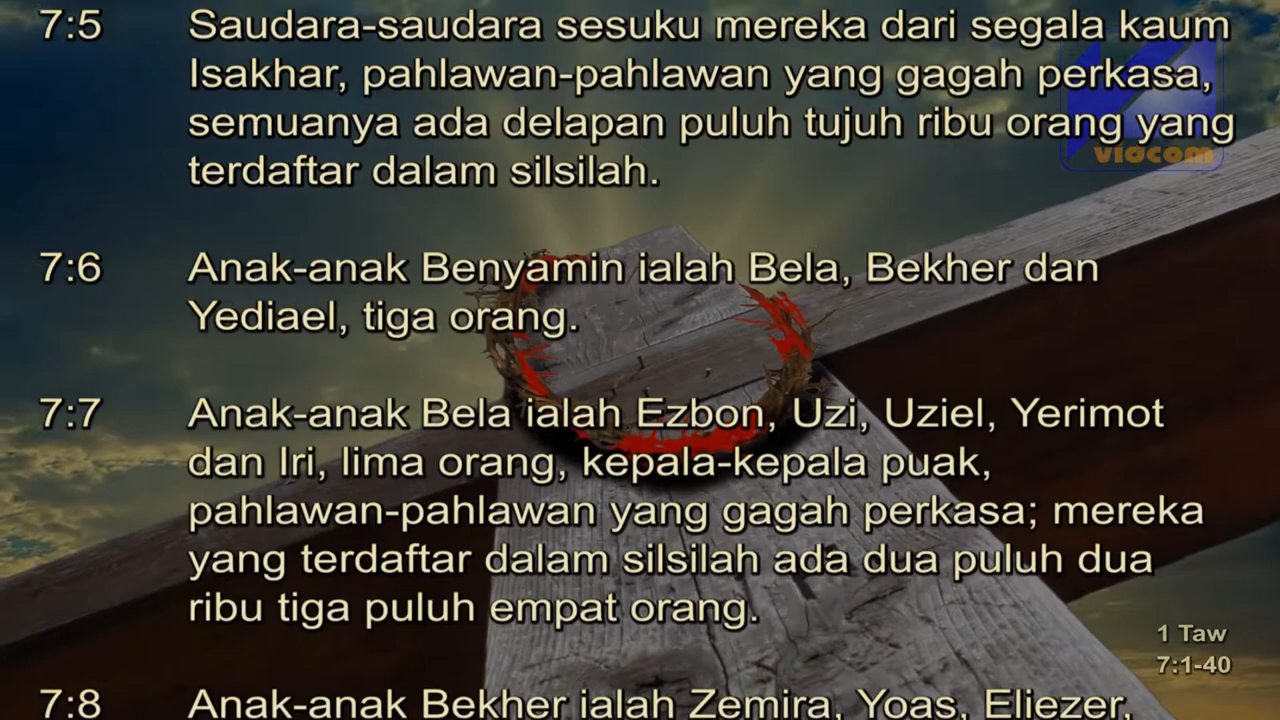 7:5 Saudara-saudara sesuku mereka dari segala kaum
Isakhar, pahlawan-pahlawan yang gagah perkasa,
semuanya ada delapan puluh tujuh ribu orang yang
terdaftar dalam silsilah.
vidcom
7:6 Anak-anak Benyamin ialah Bela, Bekher dan
Yediael, tiga orang.
7:7 Anak-anak Bela ialah Ezbon, Uzi, Uziel, Yerimot
dan Iri, lima orang, kepala-kepala puak,
pahlawan-pahlawan yang gagah perkasa; mereka
yang terdaftar dalam silsilah ada dua puluh dua
ribu tiga puluh empat orang.
1 Taw
7:1-40
7:8 Anak-anak Bekher ialah Zemira, Yoas, Eliezer,